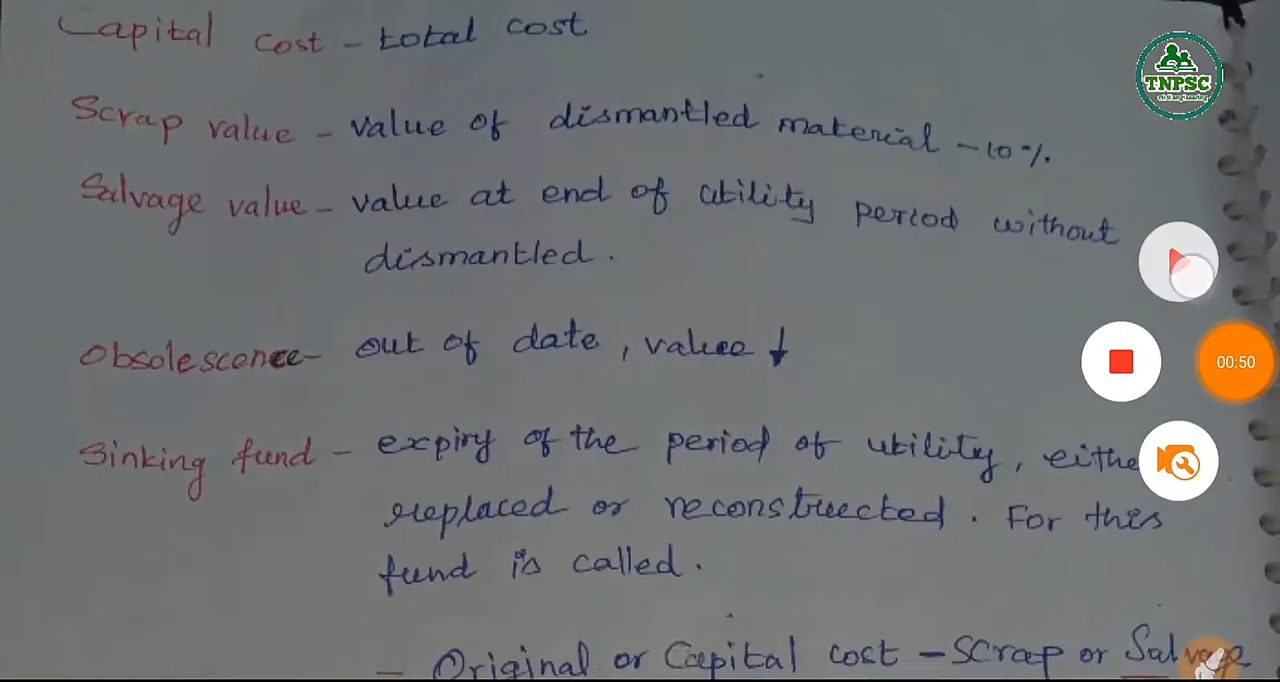 Capital cost - total cost
TNPSC
Scrap value - value of dismantled material - 10%.
Salvage value - value at end of utility period without
dismantled.
Obsolescence - out of date, value ↓
00:50
Sinking fund - expiry of the period of utility, eithe
replaced or reconstructed. For this
fund is called.
- Original or Capital cost - Scrap or Salvage